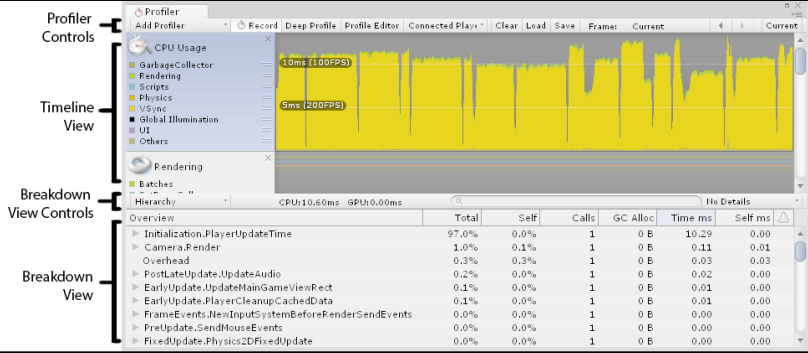 Profiler Controls
Timeline View
Breakdown View Controls
Breakdown View
Profiler
Add Profiler Record Deep Profile Profile Editor Connected Playe Clear Load Save Frame: Current Current
CPU Usage
GarbageCollector
Rendering
Scripts
Physics
VSync
Global Illumination
UI
Others
10ms (100FPS)
5ms (200FPS)
Rendering
Batches
Hierarchy CPU:10.60ms GPU:0.00ms No Details
Overview Total Self Calls GC Alloc Time ms Self ms
Initialization.PlayerUpdateTime 97.0% 0.0% 1 0 B 10.29 0.00
Camera.Render 1.0% 0.1% 1 0 B 0.11 0.01
Overhead 0.3% 0.3% 1 0 B 0.03 0.03
PostLateUpdate.UpdateAudio 0.2% 0.0% 1 0 B 0.02 0.00
EarlyUpdate.UpdateMainGameViewRect 0.1% 0.0% 1 0 B 0.01 0.00
EarlyUpdate.PlayerCleanupCachedData 0.1% 0.0% 1 0 B 0.01 0.00
FrameEvents.NewInputSystemBeforeRenderSendEvents 0.0% 0.0% 1 0 B 0.00 0.00
PreUpdate.SendMouseEvents 0.0% 0.0% 1 0 B 0.00 0.00
FixedUpdate.Physics2DFixedUpdate 0.0% 0.0% 1 0 B 0.00 0.00